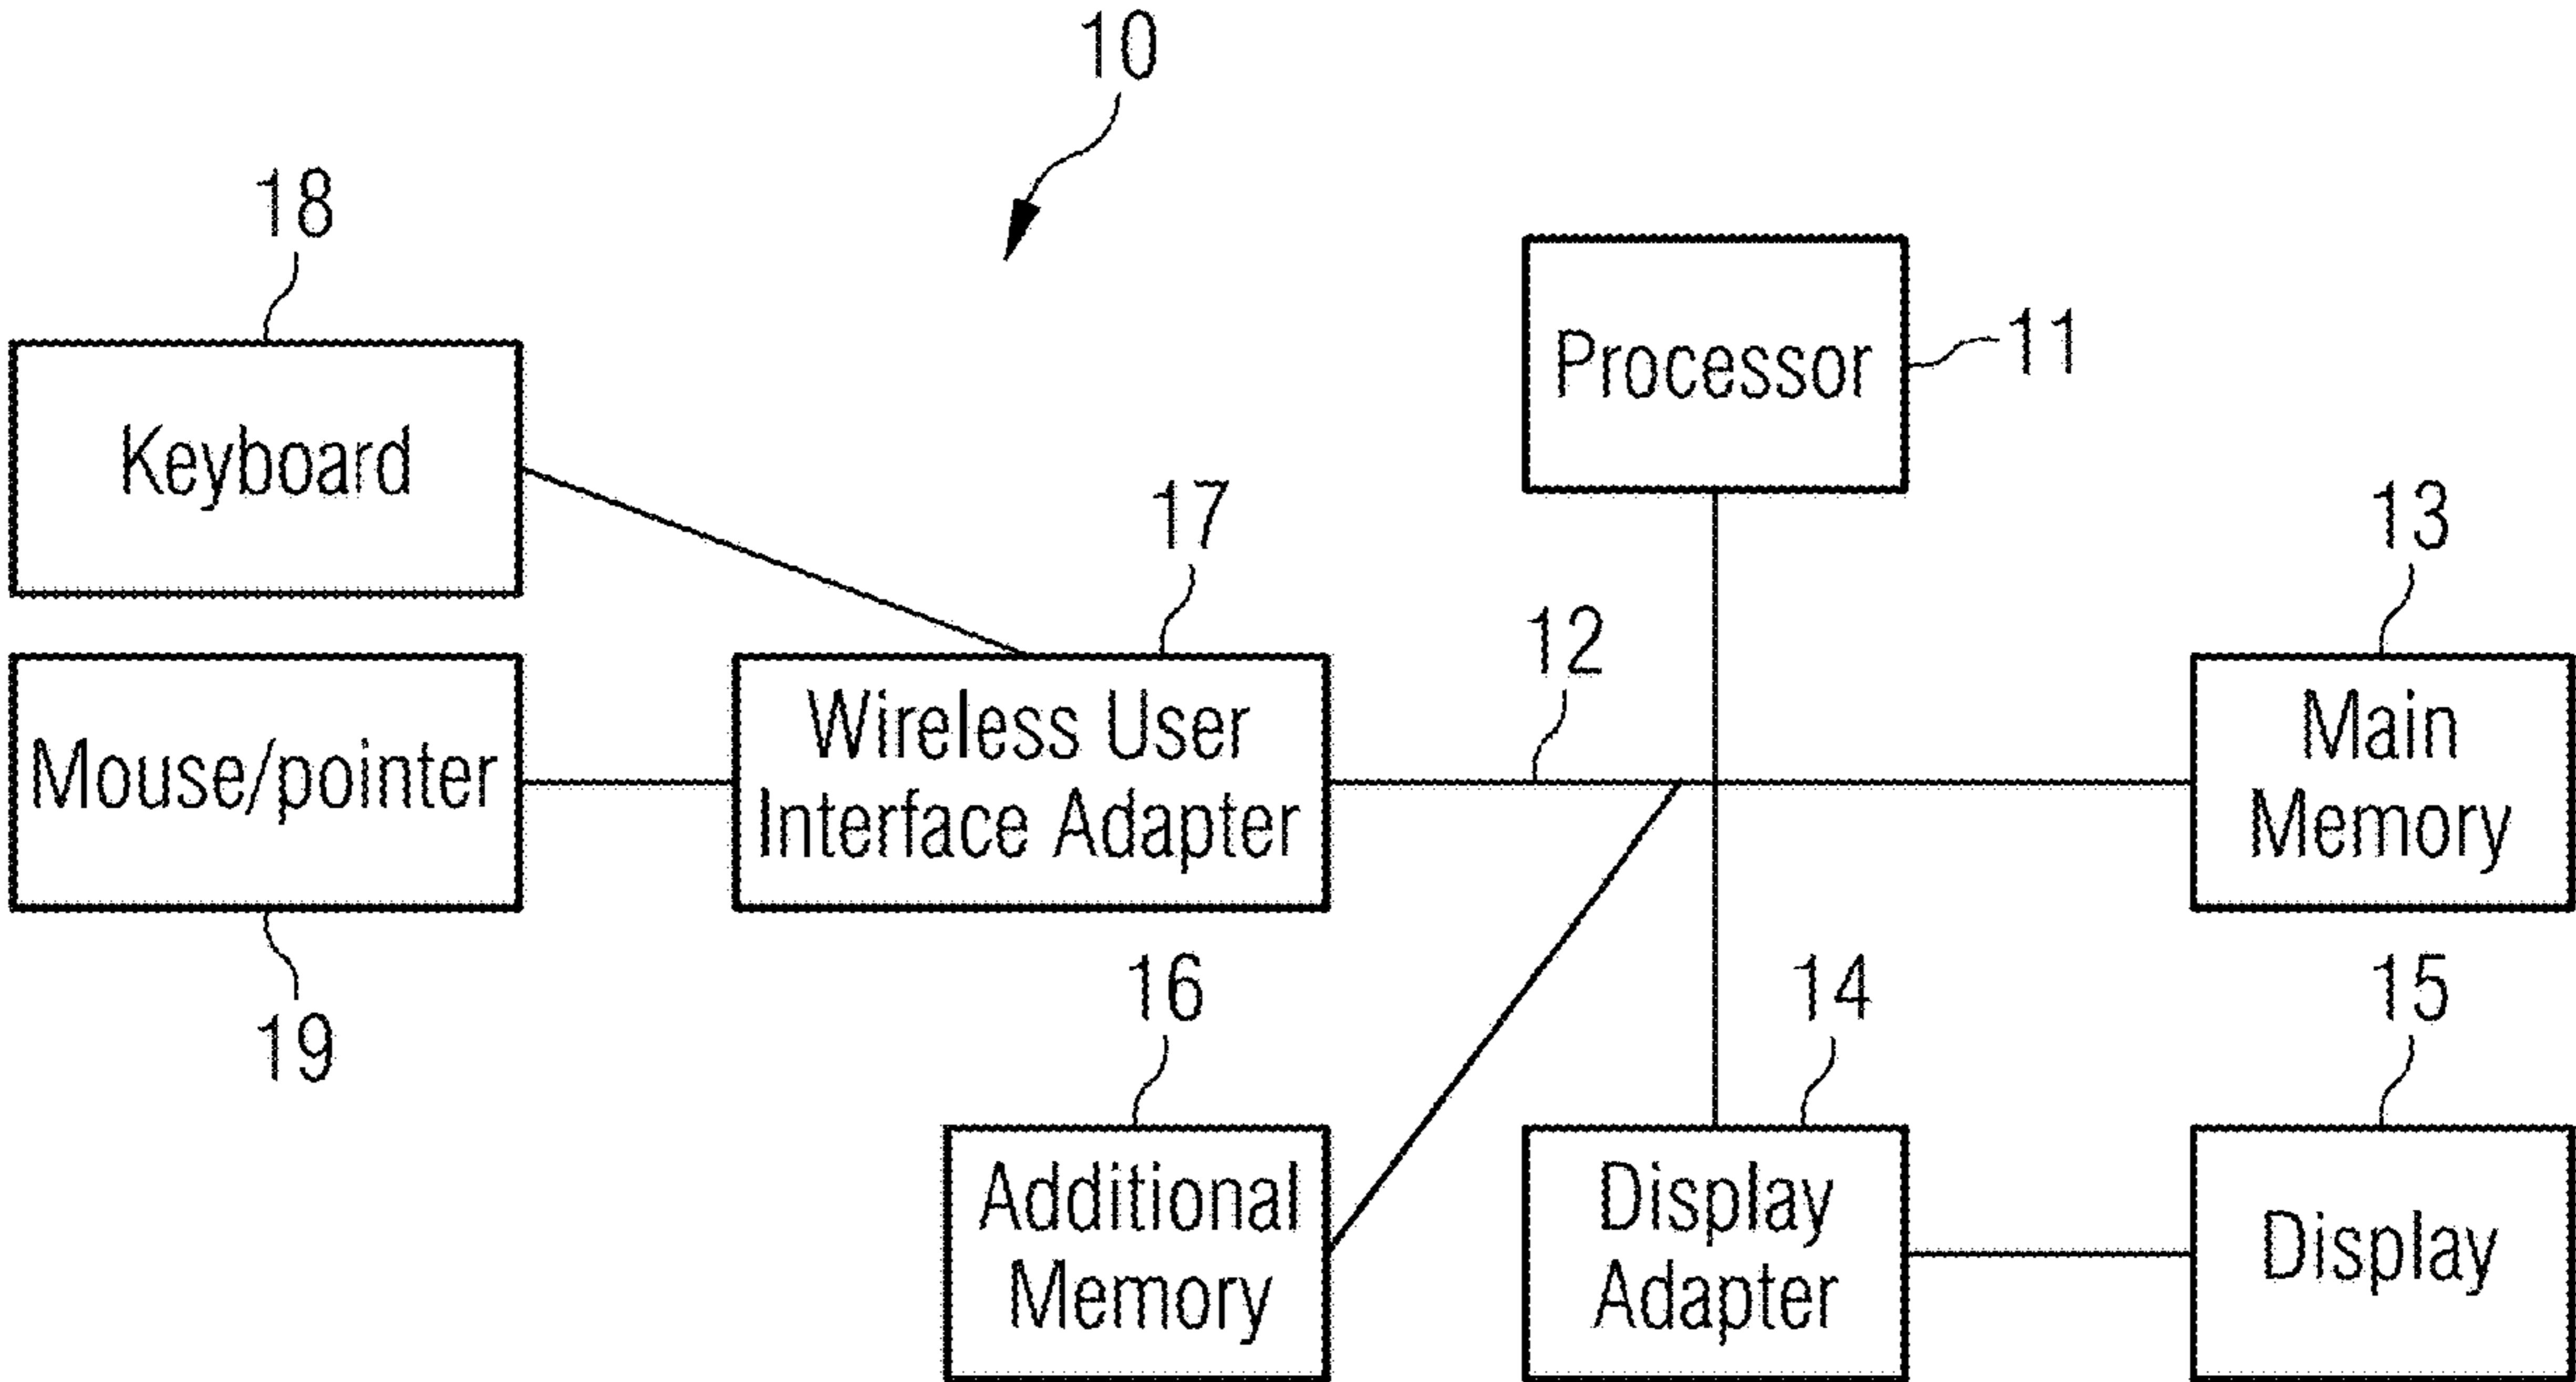 10
18
Keyboard
Processor
11
17
13
12
Wireless User
Interface Adapter
Main
Memory
Mouse/pointer
19
16
14
15
Additional
Memory
Display
Adapter
Display